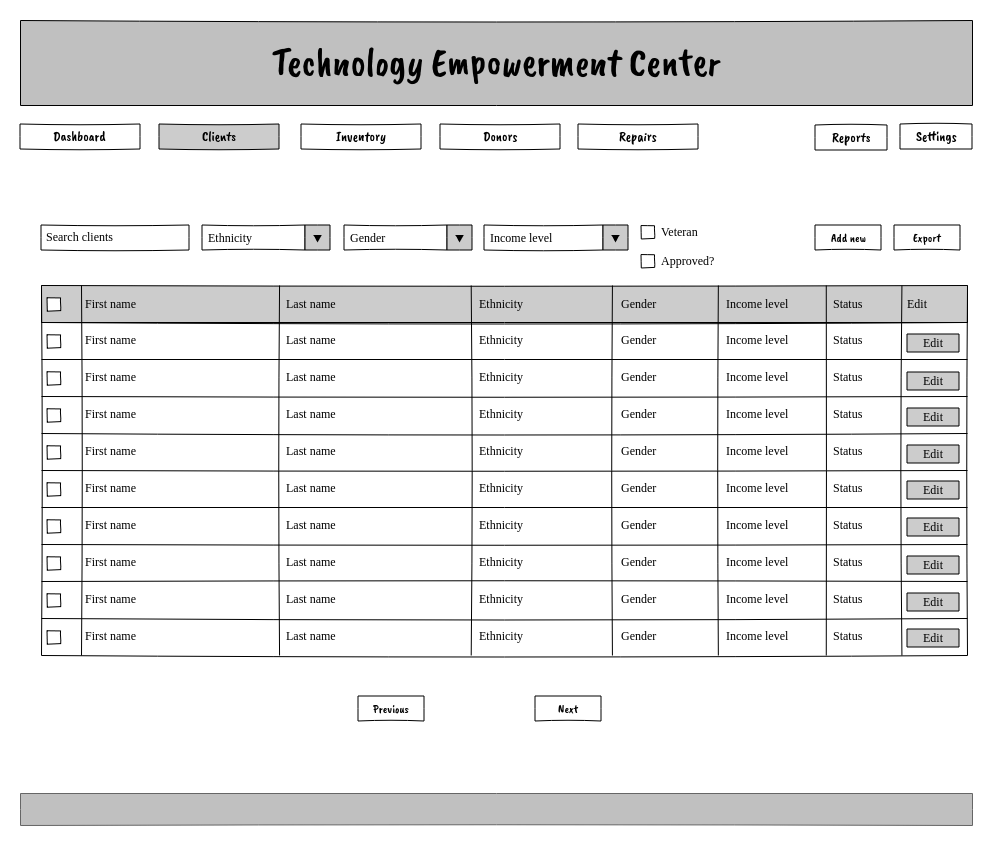 Technology Empowerment Center
Dashboard Clients Inventory Donors Repairs Reports Settings
Search clients Ethnicity Gender Income level Veteran Add new Export
Approved?
First name Last name Ethnicity Gender Income level Status Edit
First name Last name Ethnicity Gender Income level Status Edit
First name Last name Ethnicity Gender Income level Status Edit
First name Last name Ethnicity Gender Income level Status Edit
First name Last name Ethnicity Gender Income level Status Edit
First name Last name Ethnicity Gender Income level Status Edit
First name Last name Ethnicity Gender Income level Status Edit
First name Last name Ethnicity Gender Income level Status Edit
First name Last name Ethnicity Gender Income level Status Edit
First name Last name Ethnicity Gender Income level Status Edit
Previous Next